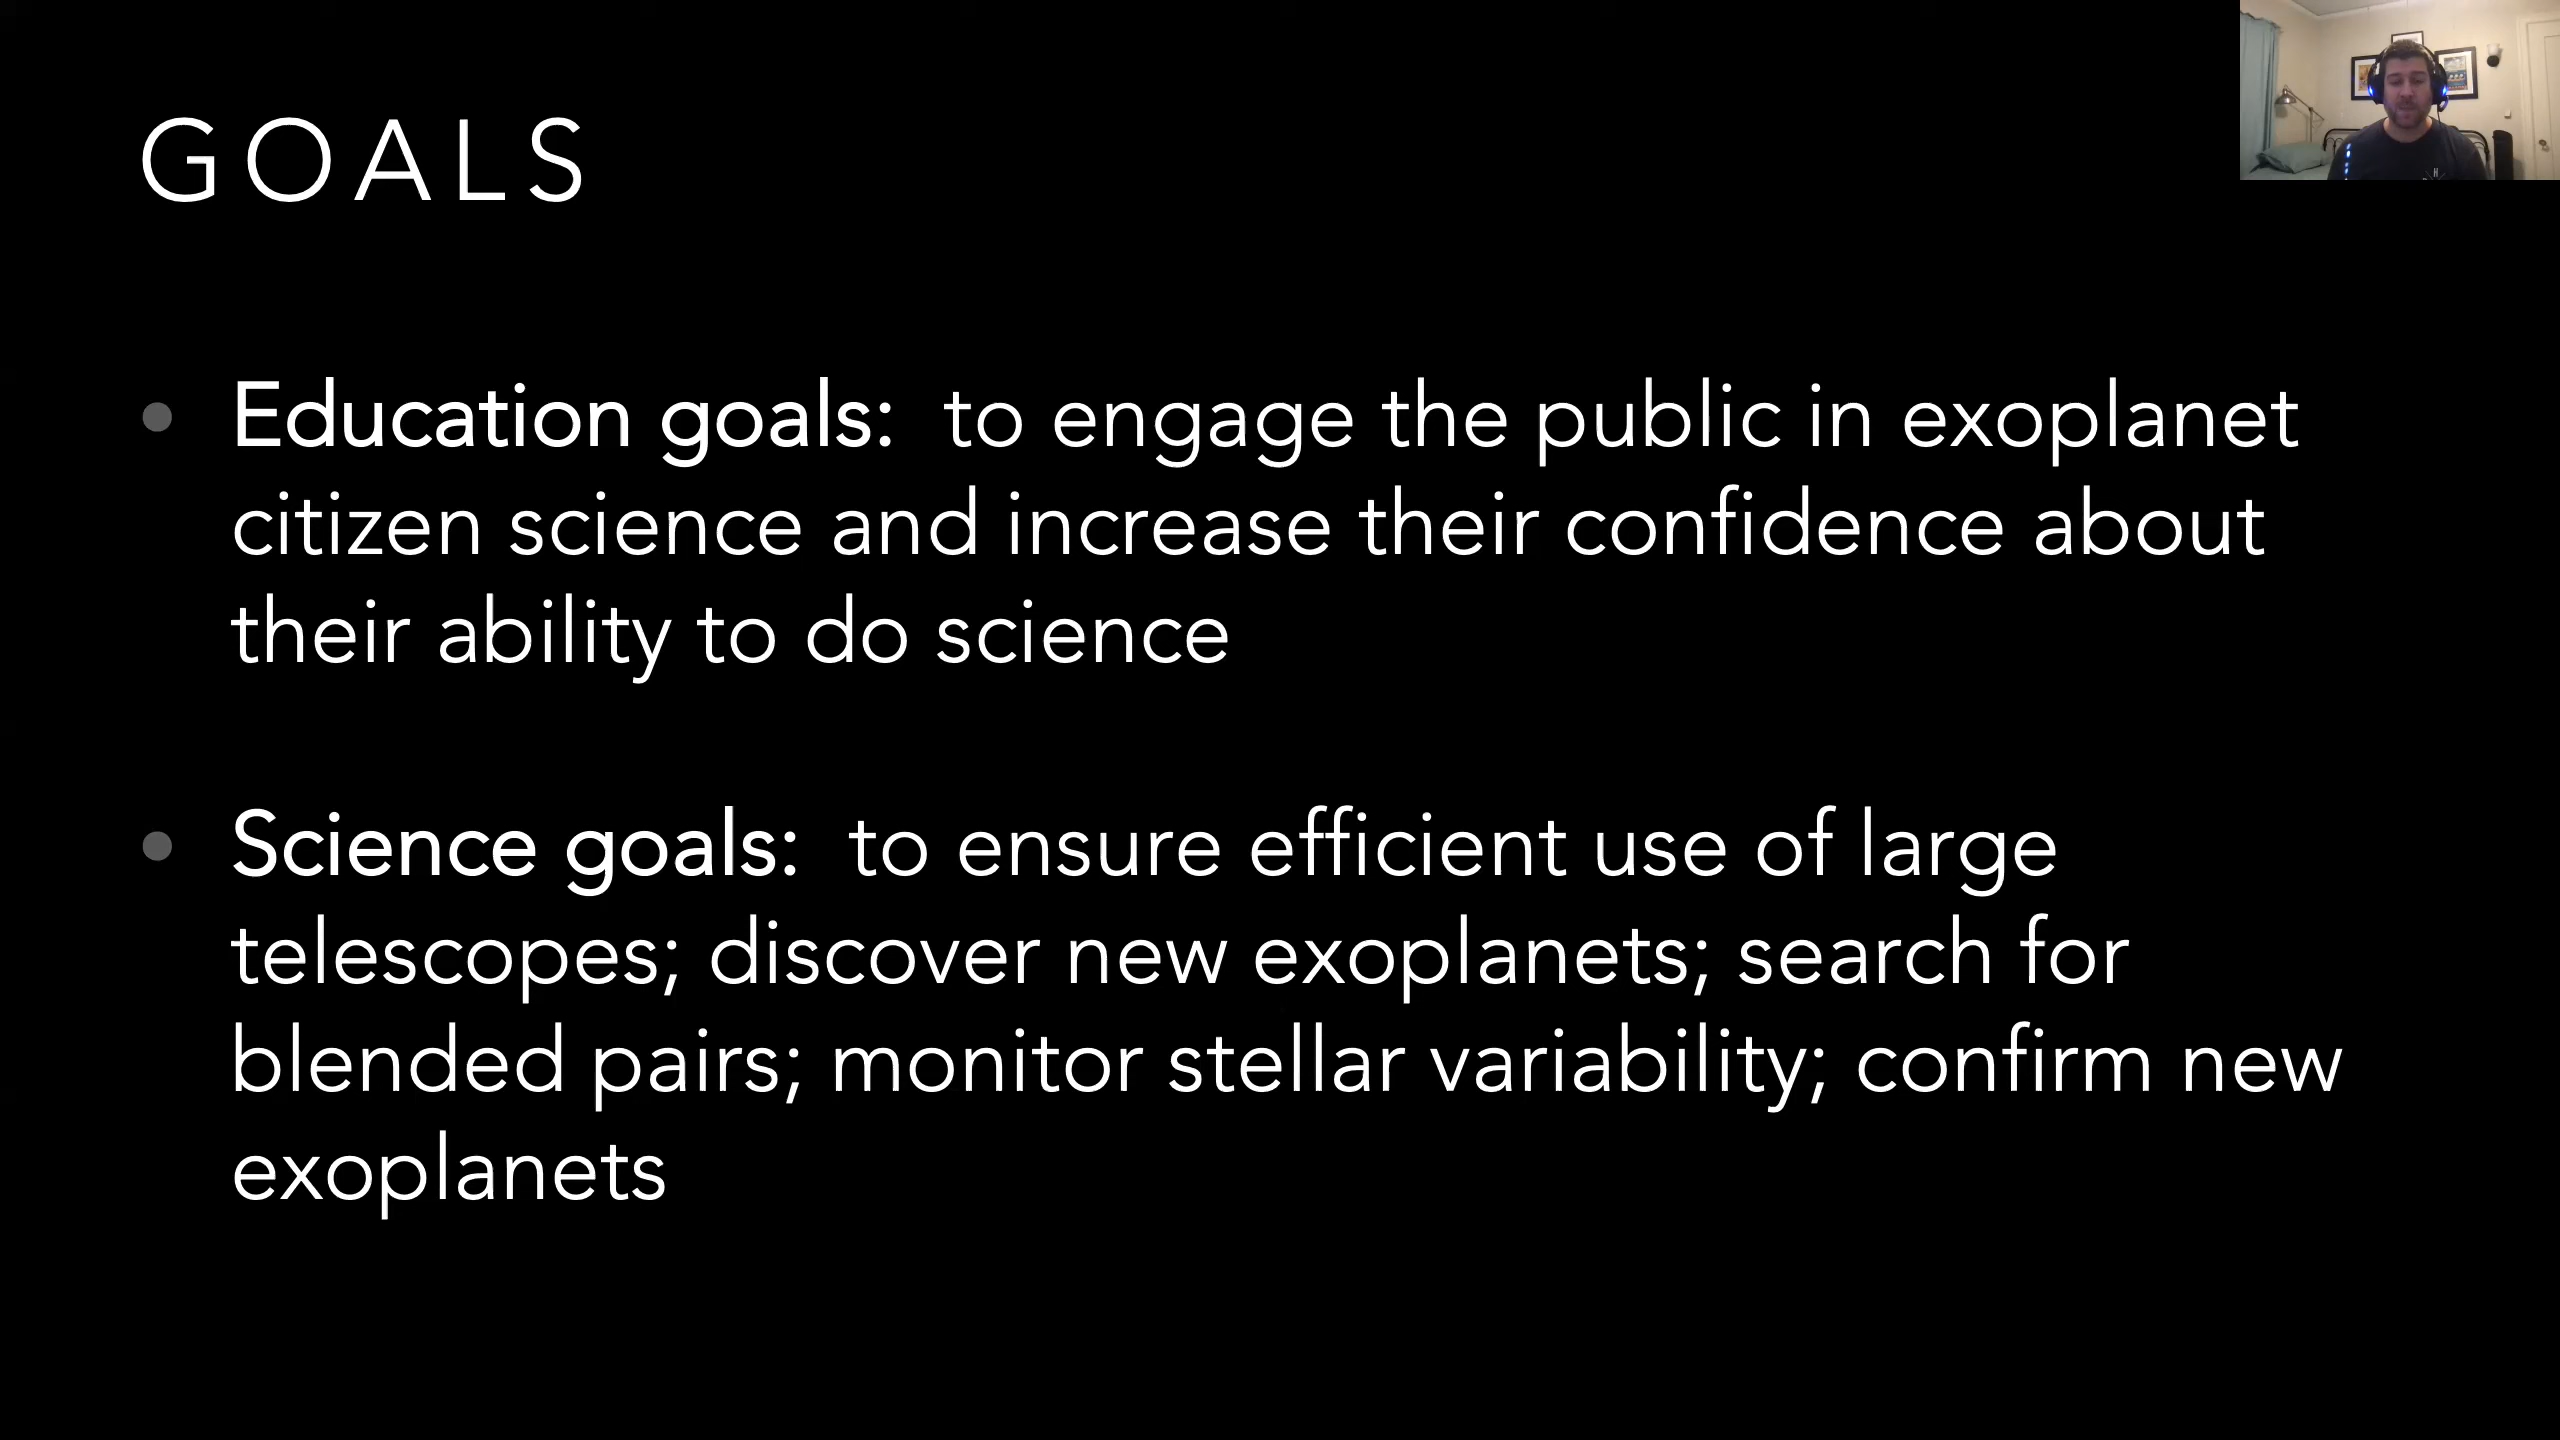 GOALS
• Education goals:  to engage the public in exoplanet
citizen science and increase their confidence about
their ability to do science
• Science goals:  to ensure efficient use of large
telescopes; discover new exoplanets; search for
blended pairs; monitor stellar variability; confirm new
exoplanets